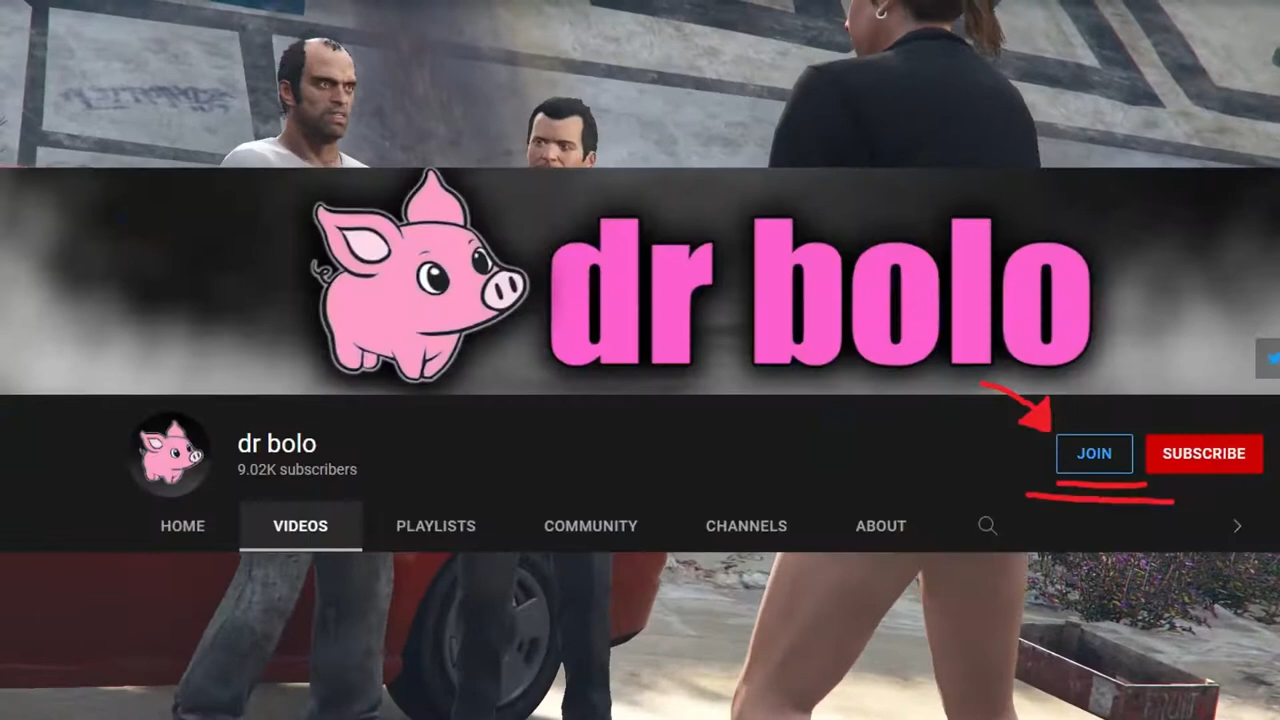 dr bolo
dr bolo
9.02K subscribers
JOIN
SUBSCRIBE
HOME
VIDEOS
PLAYLISTS
COMMUNITY
CHANNELS
ABOUT